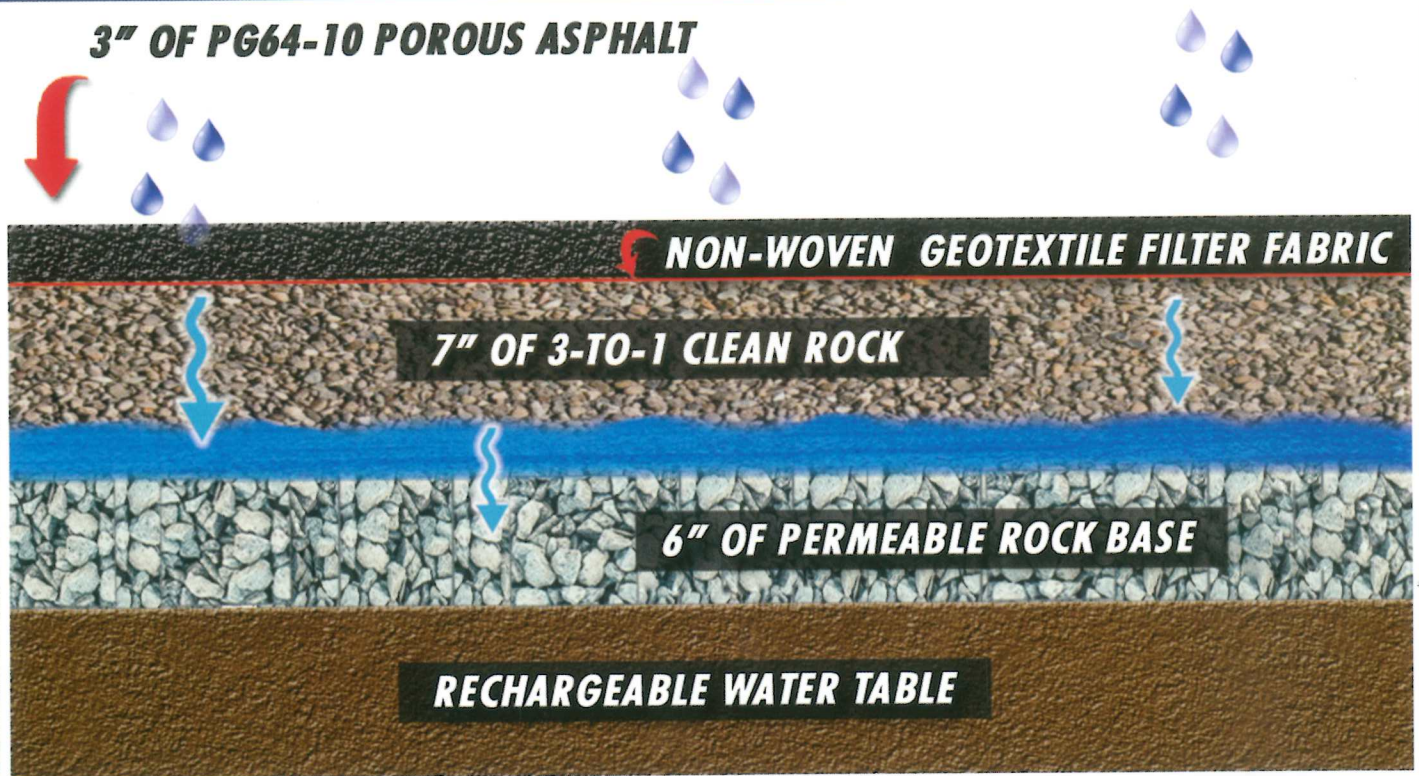 3" OF PG64-10 POROUS ASPHALT
NON-WOVEN GEOTEXTILE FILTER FABRIC
7" OF 3-TO-1 CLEAN ROCK
6" OF PERMEABLE ROCK BASE
RECHARGEABLE WATER TABLE